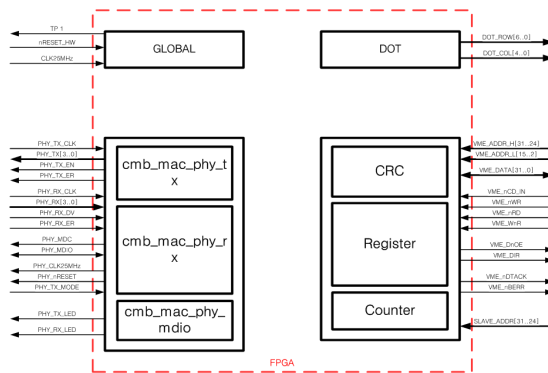 TP 1
nRESET_HW
CLK25MHz
GLOBAL
DOT
DOT_ROW[6..0]
DOT_COL[4..0]
PHY_TX_CLK
PHY_TX[3..0]
PHY_TX_EN
PHY_TX_ER
PHY_RX_CLK
PHY_RX[3..0]
PHY_RX_DV
PHY_RX_ER
PHY_MDC
PHY_MDIO
PHY_CLK25MHz
PHY_nRESET
PHY_TX_MODE
PHY_TX_LED
PHY_RX_LED
cmb_mac_phy_t
x
cmb_mac_phy_r
x
cmb_mac_phy_
mdio
CRC
Register
Counter
VME_ADDR_H[31..24]
VME_ADDR_L[15..2]
VME_DATA[31..0]
VME_nCD_IN
VME_nWR
VME_nRD
VME_WnR
VME_DnOE
VME_DIR
VME_nDTACK
VME_nBERR
SLAVE_ADDR[31..24]
FPGA